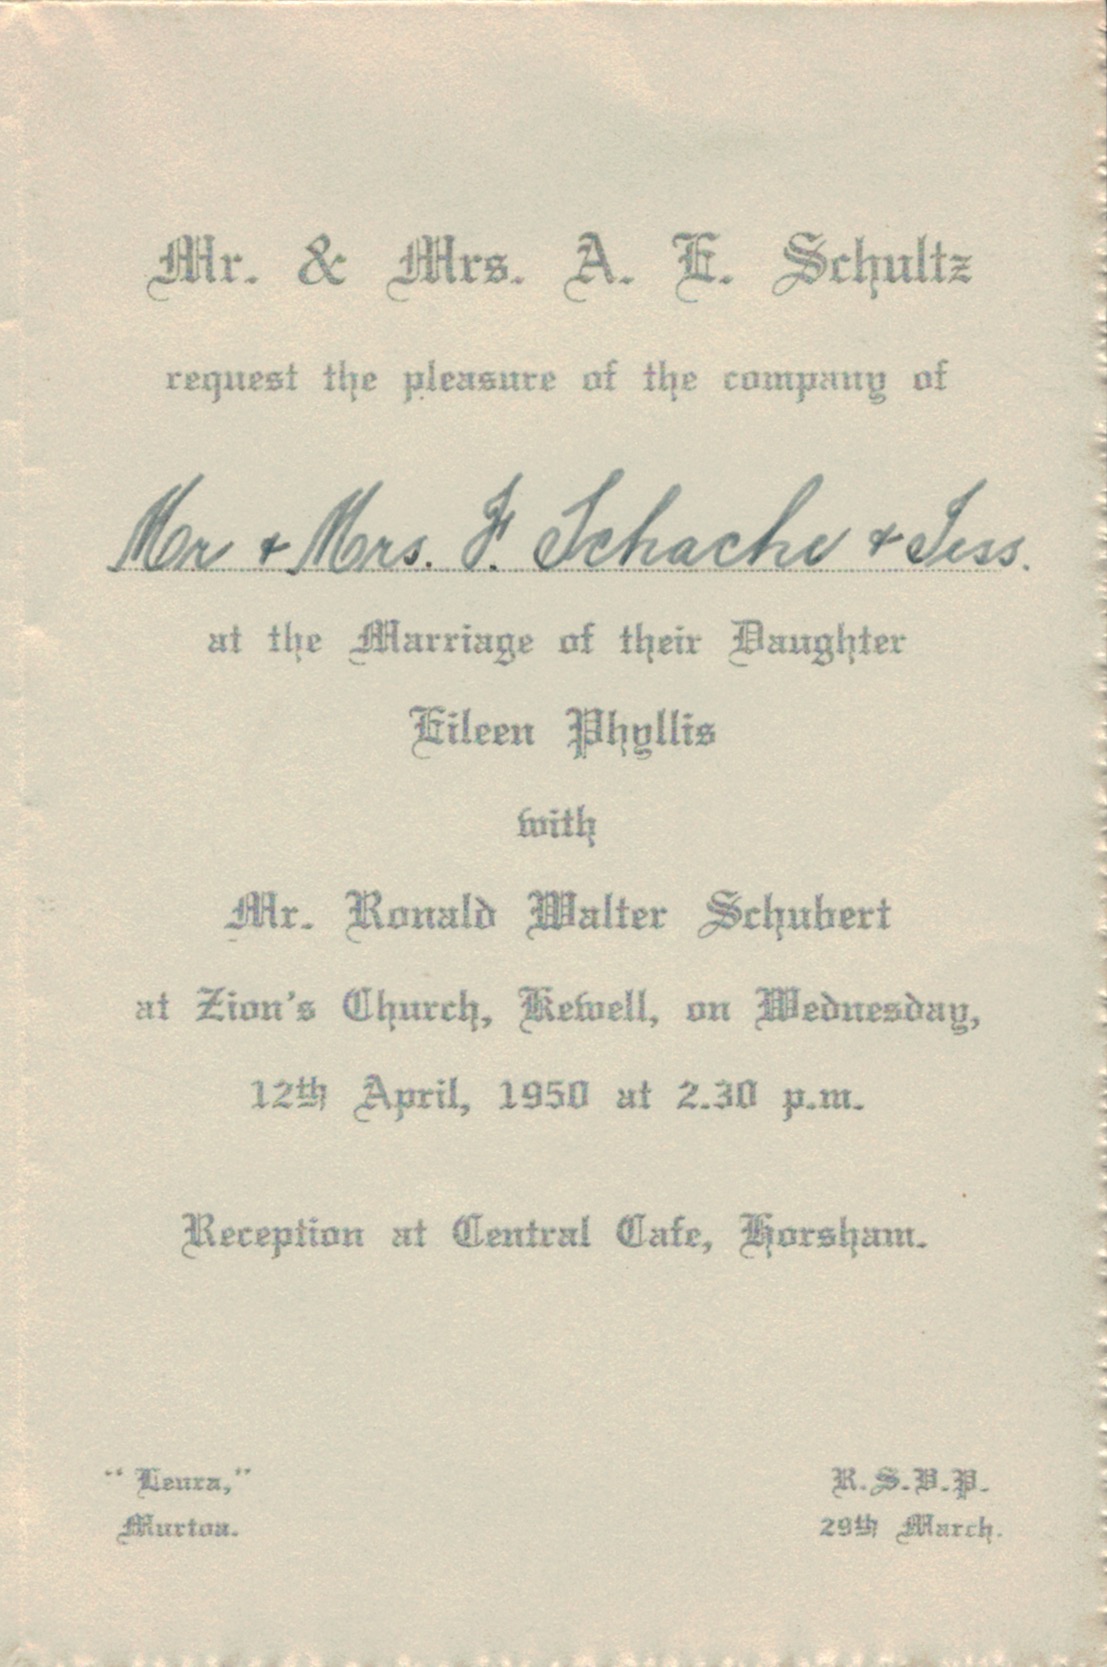 Mr. & Mrs. A. E. Schultz
request the pleasure of the company of
Mr + Mrs. F. Schache + Jess.
at the Marriage of their Daughter
Eileen Phyllis
with
Mr. Ronald Walter Schubert
at Zion's Church, Kewell, on Wednesday,
12th April, 1950 at 2.30 p.m.
Reception at Central Cafe, Horsham.
"Leura,"
Murtoa.
R.S.V.P.
29th March.